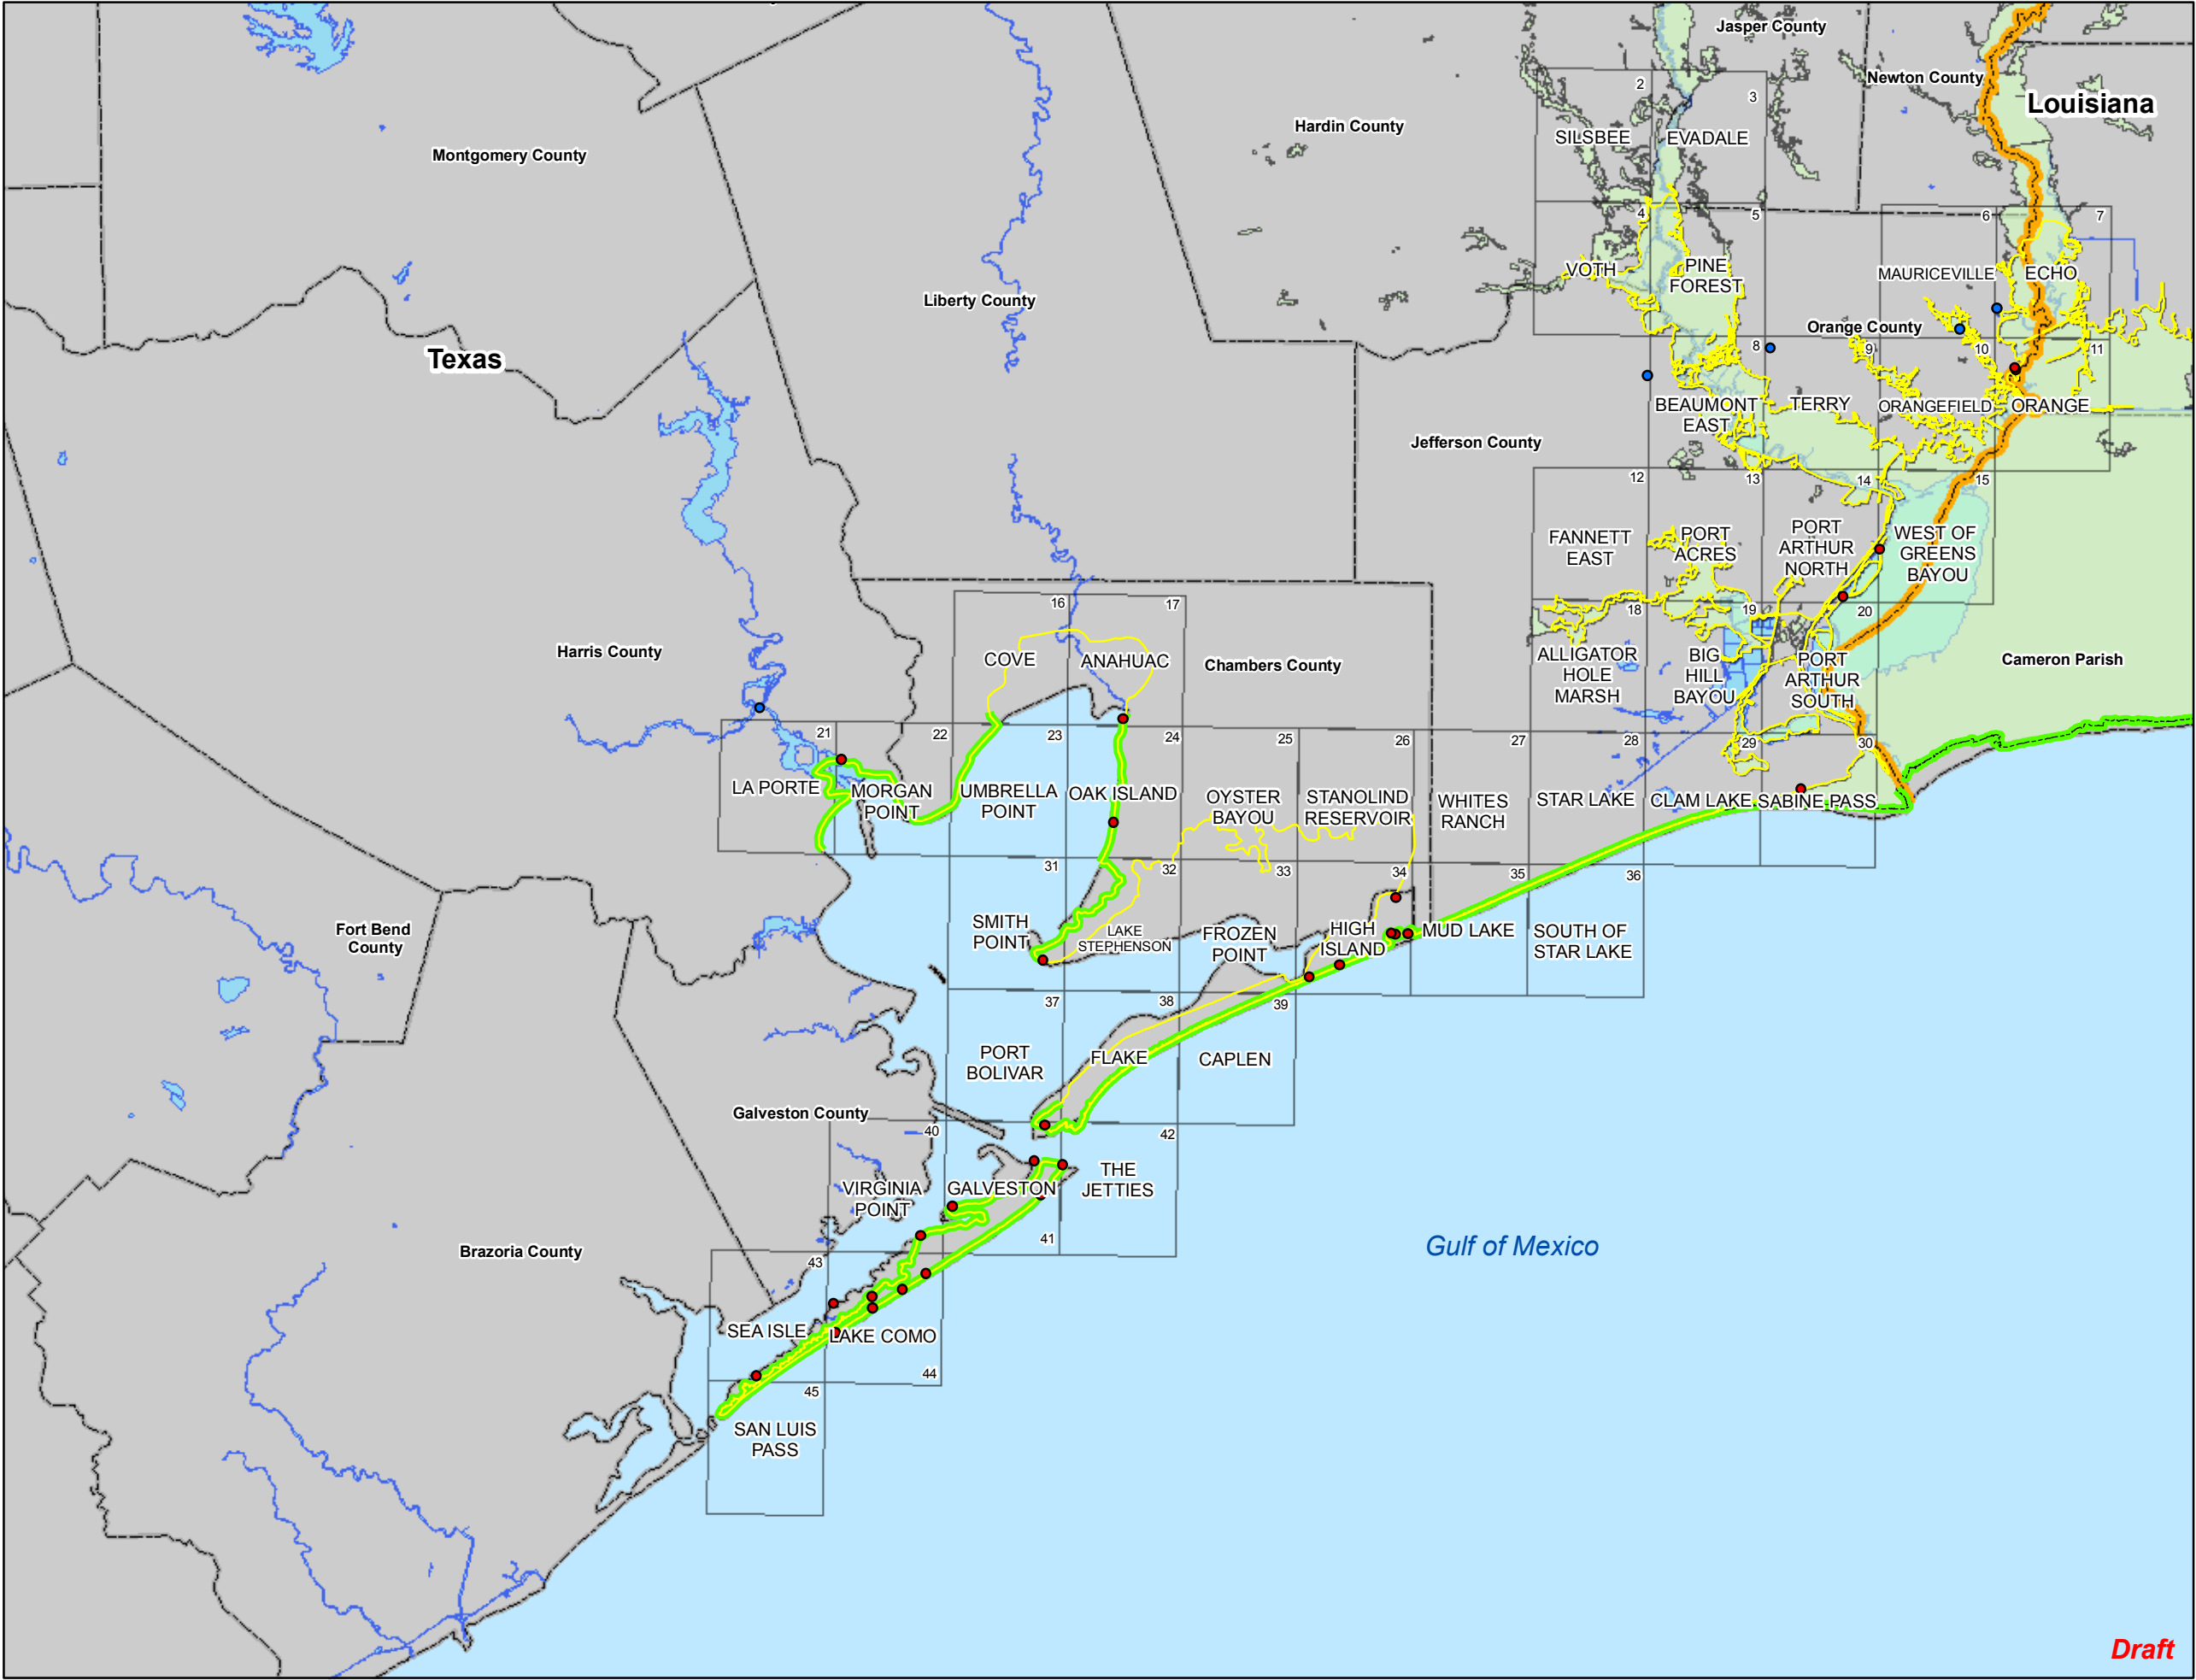 Jasper County
2
Newton County
3
Louisiana
Hardin County
SILSBEE
EVADALE
Montgomery County
4
5
6
7
VOTH
PINE
FOREST
MAURICEVILLE
ECHO
Liberty County
Orange County
8
9
10
11
Texas
BEAUMONT
EAST
TERRY
ORANGEFIELD
ORANGE
Jefferson County
12
13
14
15
FANNETT
EAST
PORT
ACRES
PORT
ARTHUR
NORTH
WEST OF
GREENS
BAYOU
16
17
18
19
20
Harris County
COVE
ANAHUAC
Chambers County
ALLIGATOR
HOLE
MARSH
BIG
HILL
BAYOU
PORT
ARTHUR
SOUTH
Cameron Parish
21
22
23
24
25
26
27
28
29
30
LA PORTE
MORGAN
POINT
UMBRELLA
POINT
OAK ISLAND
OYSTER
BAYOU
STANOLIND
RESERVOIR
WHITES
RANCH
STAR LAKE
CLAM LAKE
SABINE PASS
31
32
33
34
35
36
Fort Bend
County
SMITH
POINT
LAKE
STEPHENSON
FROZEN
POINT
HIGH
ISLAND
MUD LAKE
SOUTH OF
STAR LAKE
37
38
39
PORT
BOLIVAR
FLAKE
CAPLEN
Galveston County
40
42
VIRGINIA
POINT
GALVESTON
THE
JETTIES
41
Gulf of Mexico
Brazoria County
43
SEA ISLE
LAKE COMO
44
45
SAN LUIS
PASS
Draft